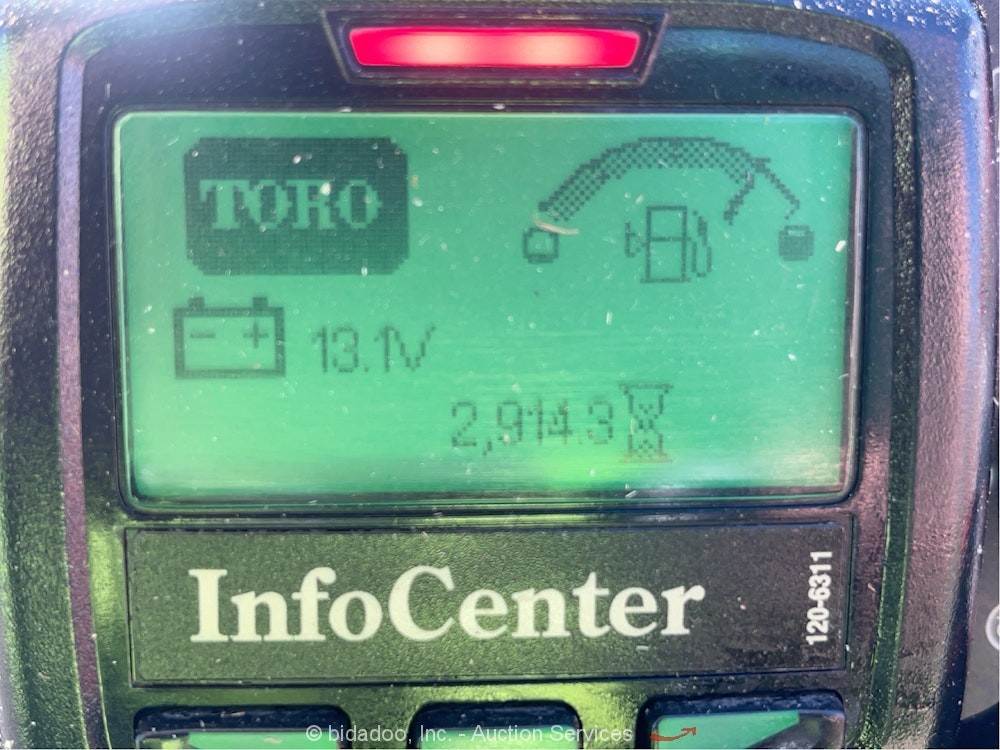 TORO
13.1V
2,914.3
InfoCenter
120-6311
© bidadoo, Inc. - Auction Services